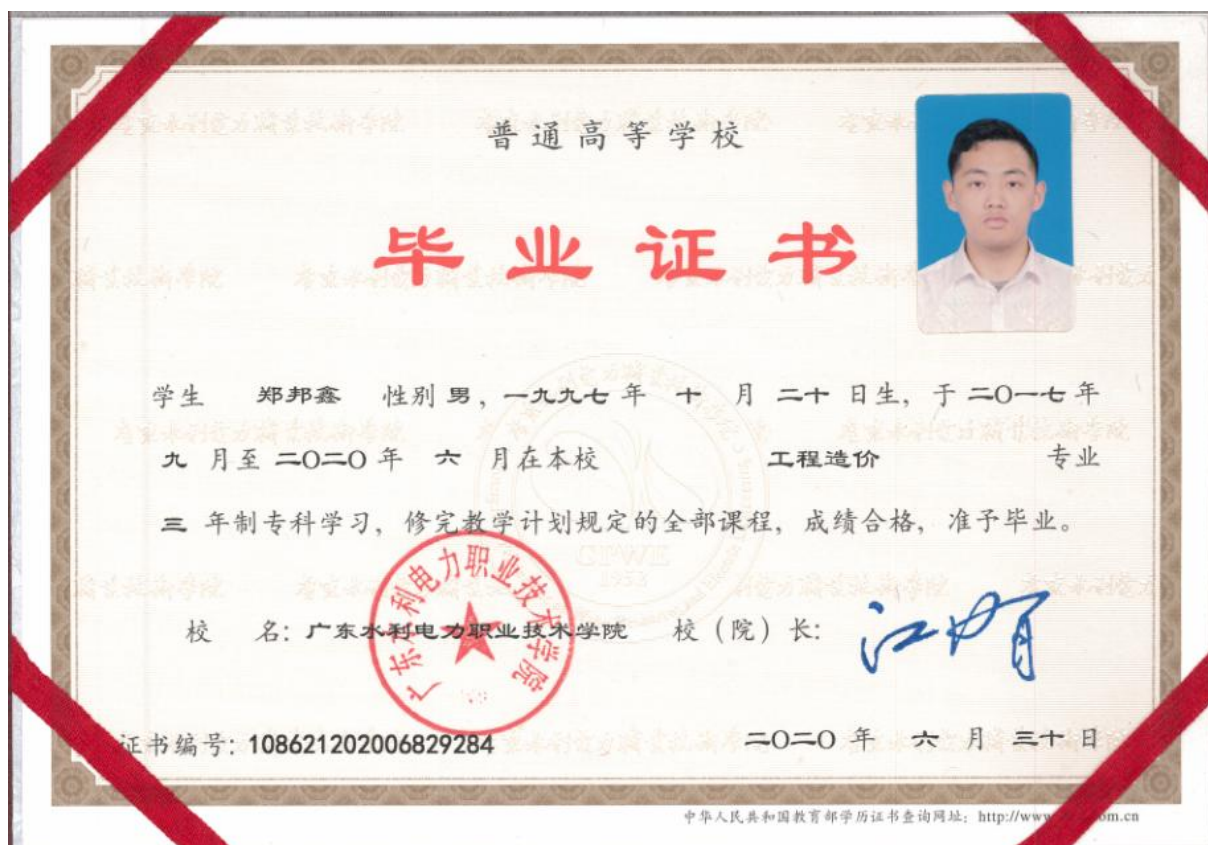 普通高等学校
毕业证书
学生 郑邦鑫 性别 男, 一九九七 年 十 月 二十 日生, 于 二〇一七 年
九 月至 二〇二〇 年 六 月在本校 工程造价 专业
三 年制专科学习, 修完教学计划规定的全部课程, 成绩合格, 准予毕业。
GPWE
1952
校 名: 广东水利电力职业技术学院 校（院）长:
广东水利电力职业技术学院
证书编号: 108621202006829284 二〇二〇 年 六 月 三十 日
中华人民共和国教育部学历证书查询网址: http://www
om.cn